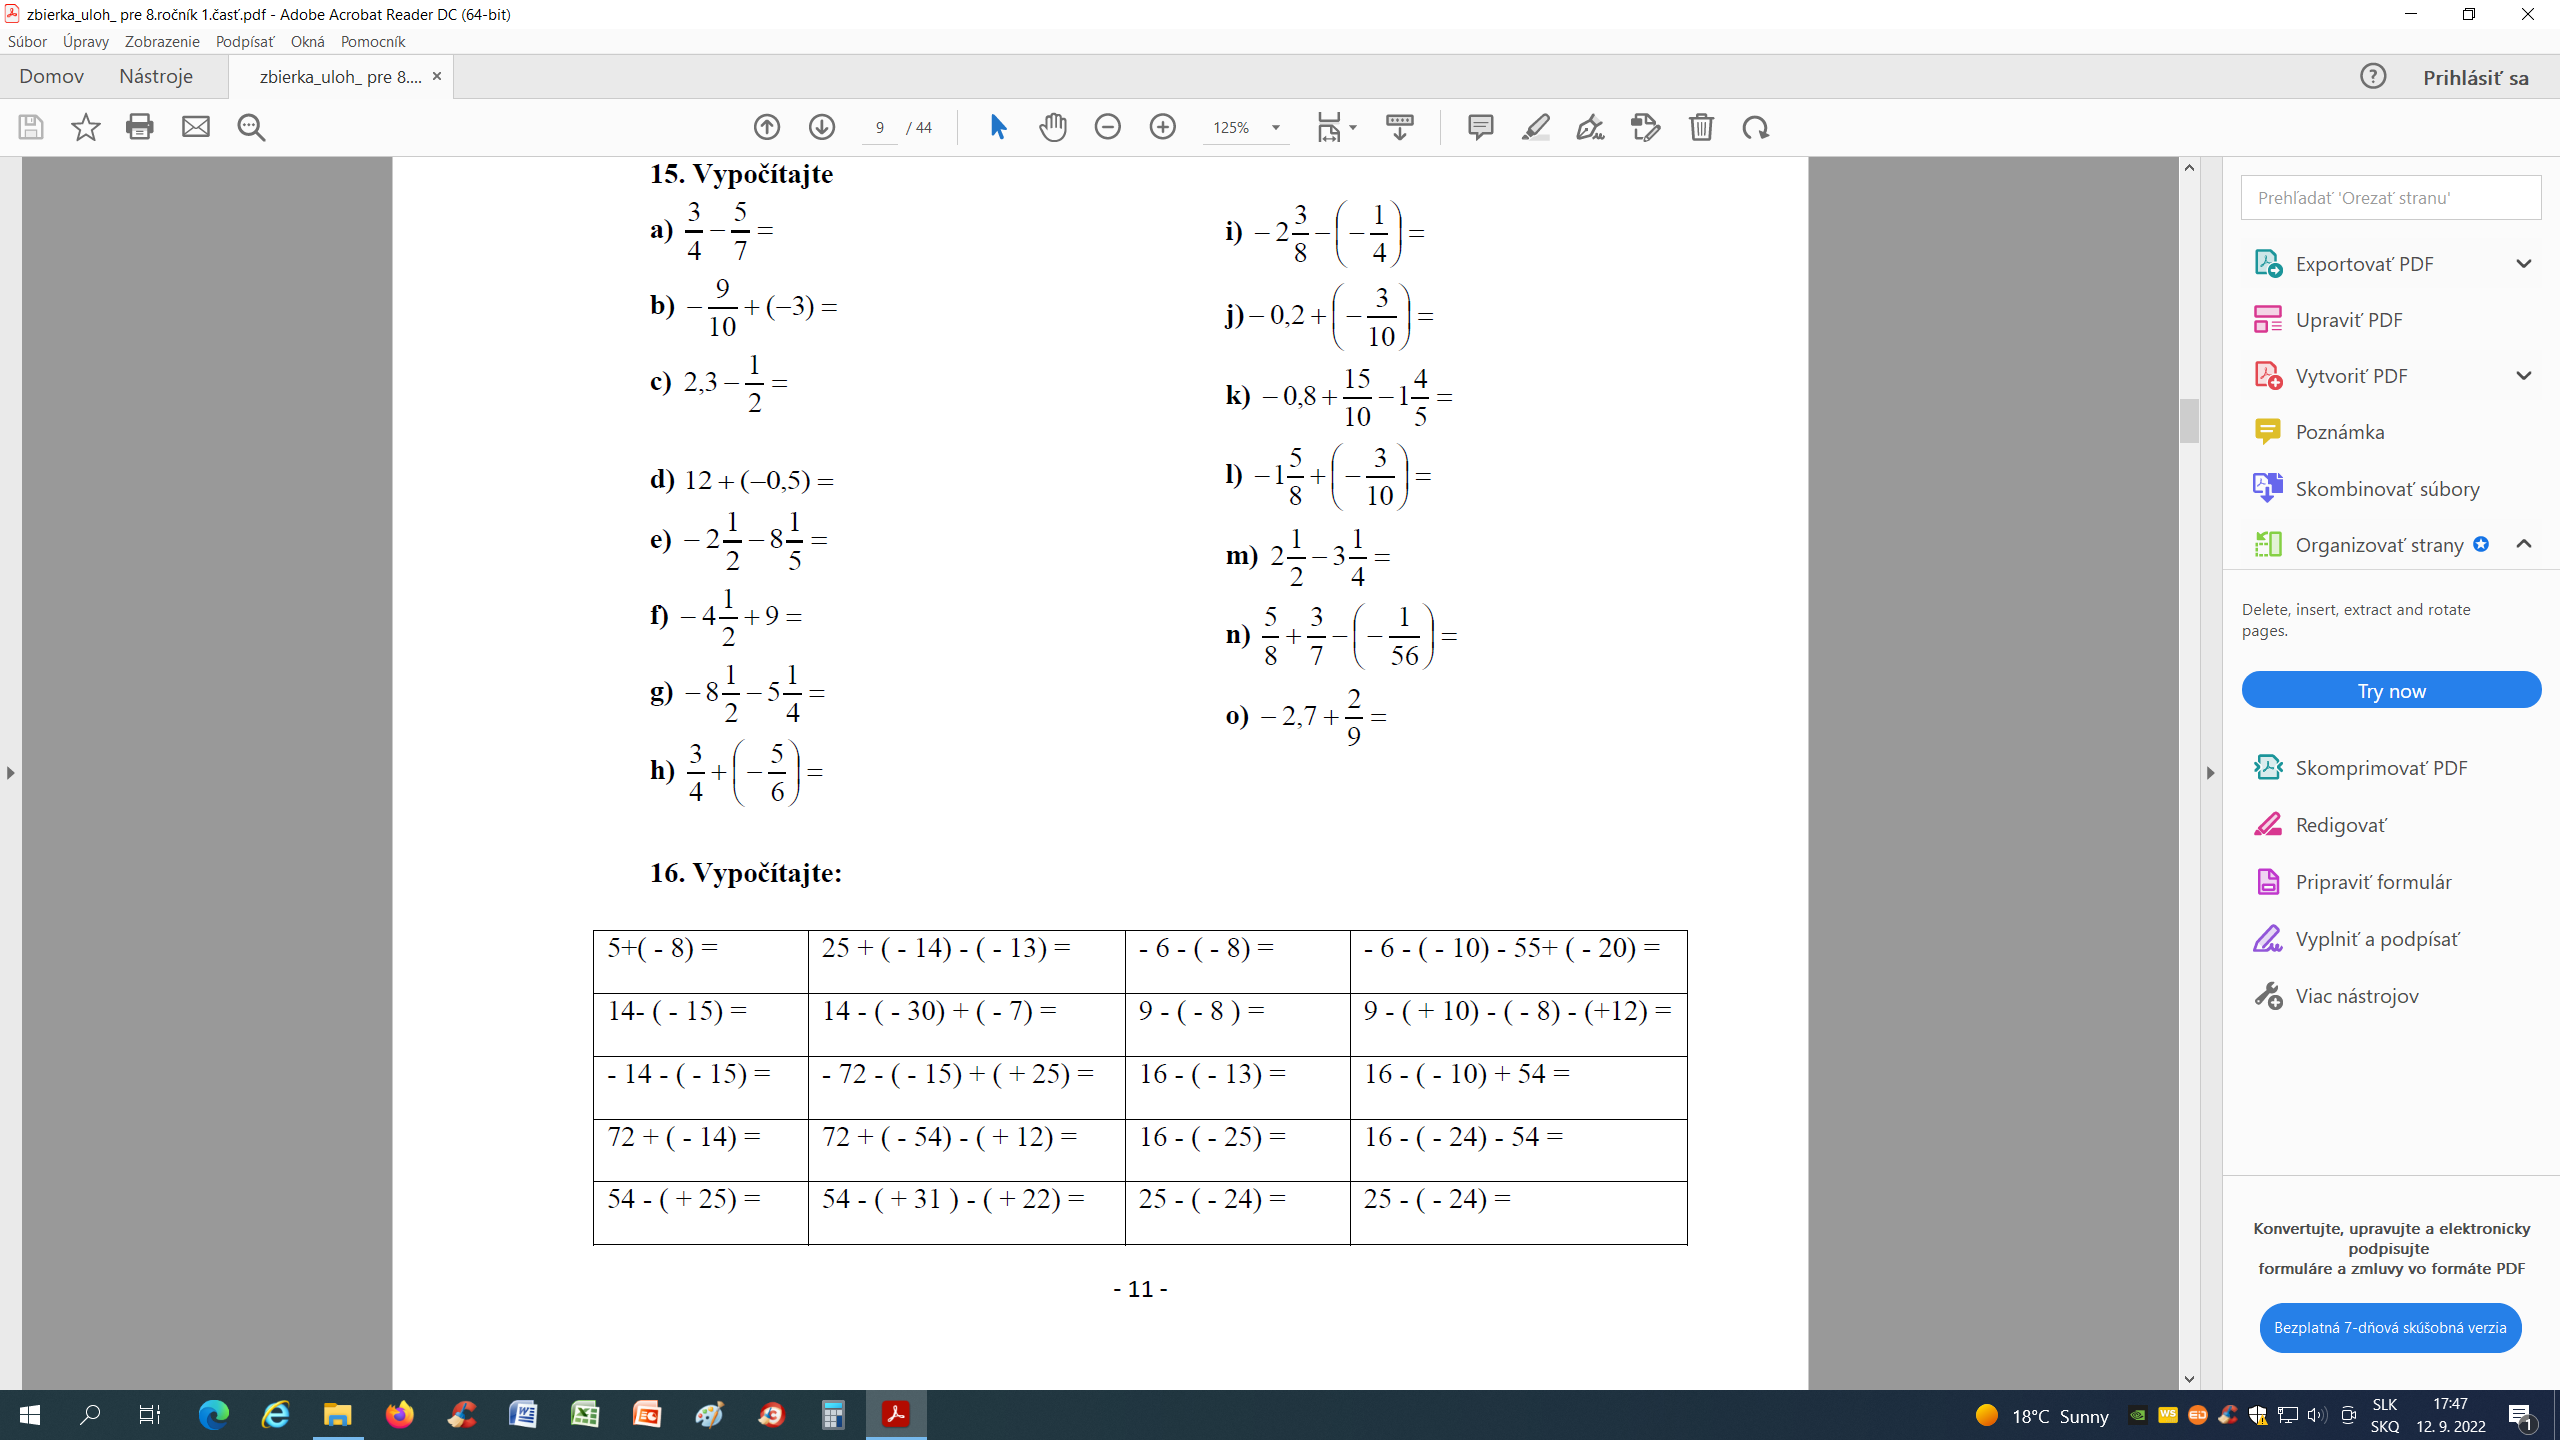 zbierka_uloh_ pre 8.ročník 1.časť.pdf - Adobe Acrobat Reader DC (64-bit)
Súbor Úpravy Zobrazenie Podpísať Okná Pomocník
Domov Nástroje zbierka_uloh_ pre 8.... × Prihlásiť sa
9 / 44 125%
15. Vypočítajte
a) 3/4 − 5/7 =
b) − 9/10 + (−3) =
c) 2,3 − 1/2 =
d) 12 + (−0,5) =
e) − 2 1/2 − 8 1/5 =
f) − 4 1/2 + 9 =
g) − 8 1/2 − 5 1/4 =
h) 3/4 + (− 5/6) =
i) − 2 3/8 − (− 1/4) =
j) − 0,2 + (− 3/10) =
k) − 0,8 + 15/10 − 1 4/5 =
l) − 1 5/8 + (− 3/10) =
m) 2 1/2 − 3 1/4 =
n) 5/8 + 3/7 − (− 1/56) =
o) − 2,7 + 2/9 =
16. Vypočítajte:
5+( - 8) = 25 + ( - 14) - ( - 13) = - 6 - ( - 8) = - 6 - ( - 10) - 55+ ( - 20) =
14- ( - 15) = 14 - ( - 30) + ( - 7) = 9 - ( - 8 ) = 9 - ( + 10) - ( - 8) - (+12) =
- 14 - ( - 15) = - 72 - ( - 15) + ( + 25) = 16 - ( - 13) = 16 - ( - 10) + 54 =
72 + ( - 14) = 72 + ( - 54) - ( + 12) = 16 - ( - 25) = 16 - ( - 24) - 54 =
54 - ( + 25) = 54 - ( + 31 ) - ( + 22) = 25 - ( - 24) = 25 - ( - 24) =
- 11 -
Prehľadať 'Orezať stranu'
Exportovať PDF
Upraviť PDF
Vytvoriť PDF
Poznámka
Skombinovať súbory
Organizovať strany
Delete, insert, extract and rotate
pages.
Try now
Skomprimovať PDF
Redigovať
Pripraviť formulár
Vyplniť a podpísať
Viac nástrojov
Konvertujte, upravujte a elektronicky
podpisujte
formuláre a zmluvy vo formáte PDF
Bezplatná 7-dňová skúšobná verzia
18°C Sunny
SLK
SKQ
17:47
12. 9. 2022
1